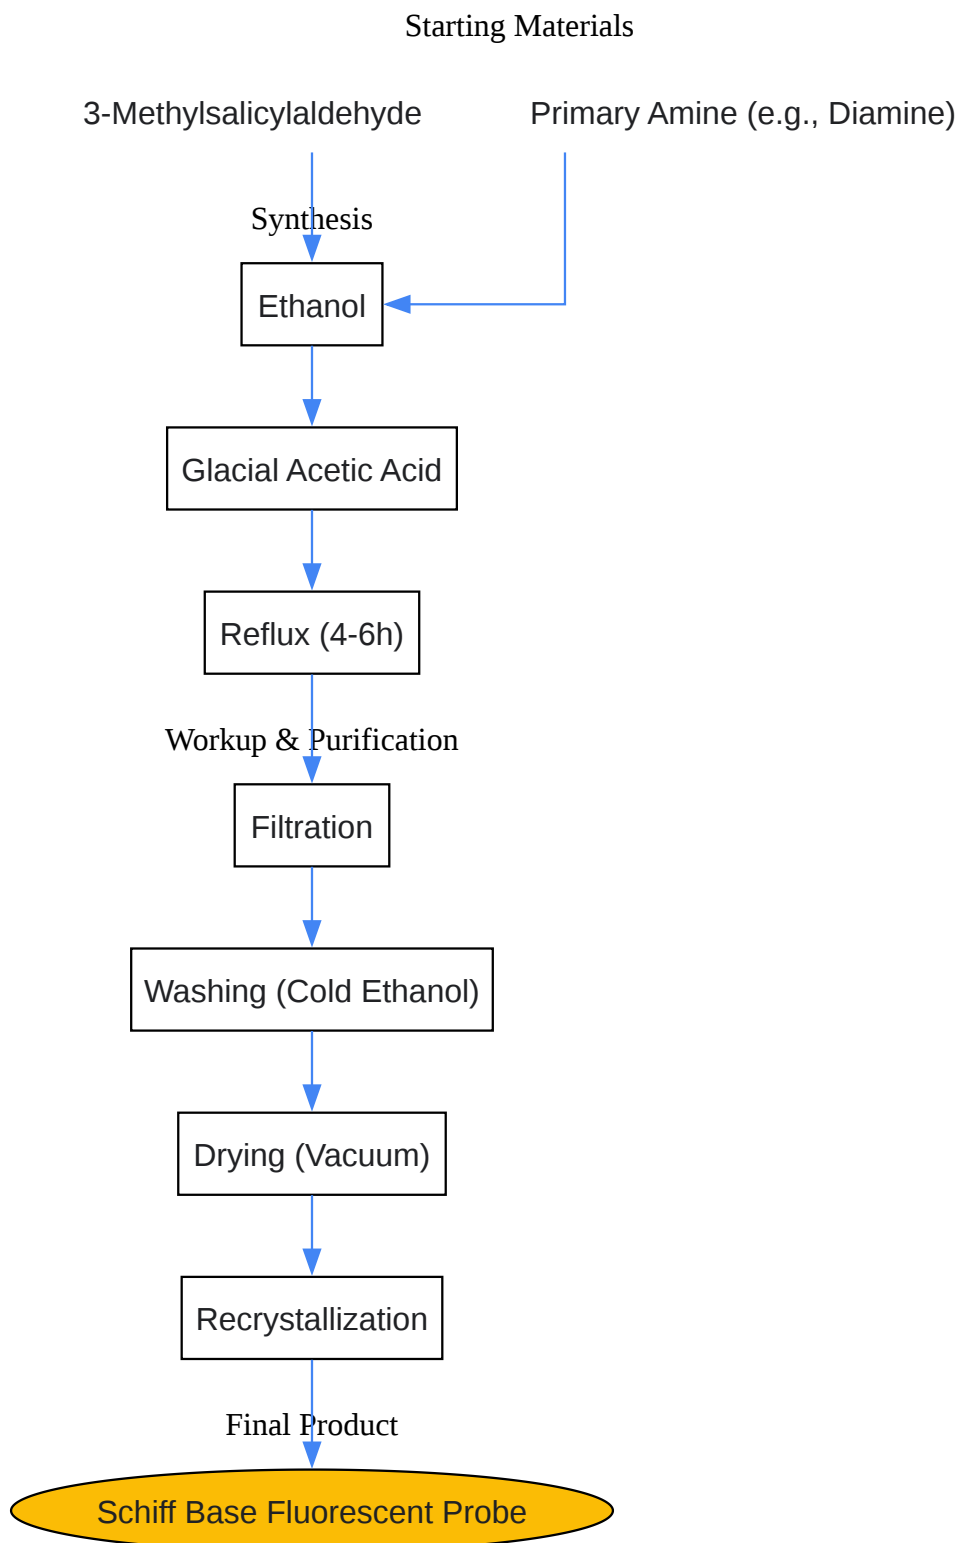 Starting Materials
3-Methylsalicylaldehyde
Primary Amine (e.g., Diamine)
Synthesis
Ethanol
Glacial Acetic Acid
Reflux (4-6h)
Workup & Purification
Filtration
Washing (Cold Ethanol)
Drying (Vacuum)
Recrystallization
Final Product
Schiff Base Fluorescent Probe